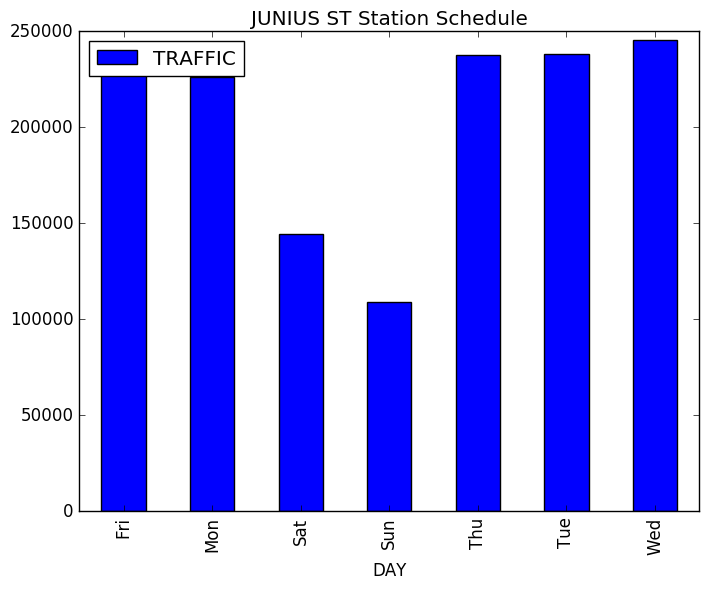 JUNIUS ST Station Schedule
TRAFFIC
250000
200000
150000
100000
50000
0
Fri
Mon
Sat
Sun
Thu
Tue
Wed
DAY